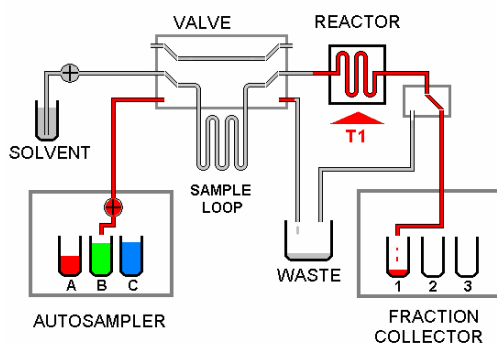 VALVE
REACTOR
SOLVENT
T1
SAMPLE
LOOP
WASTE
A B C
1 2 3
AUTOSAMPLER
FRACTION
COLLECTOR